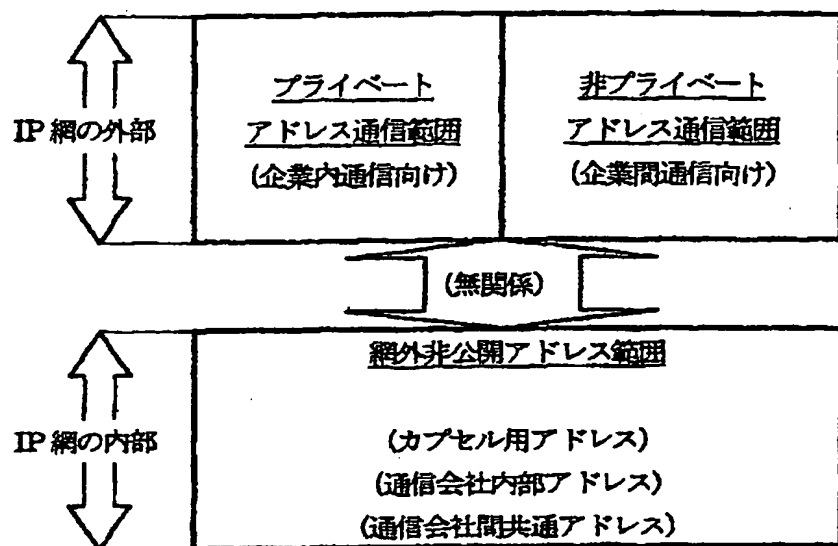 IP 網の外部
プライベート
アドレス通信範囲
(企業内通信向け)
非プライベート
アドレス通信範囲
(企業間通信向け)
(無関係)
IP 網の内部
網外非公開アドレス範囲
(カプセル用アドレス)
(通信会社内部アドレス)
(通信会社間共通アドレス)